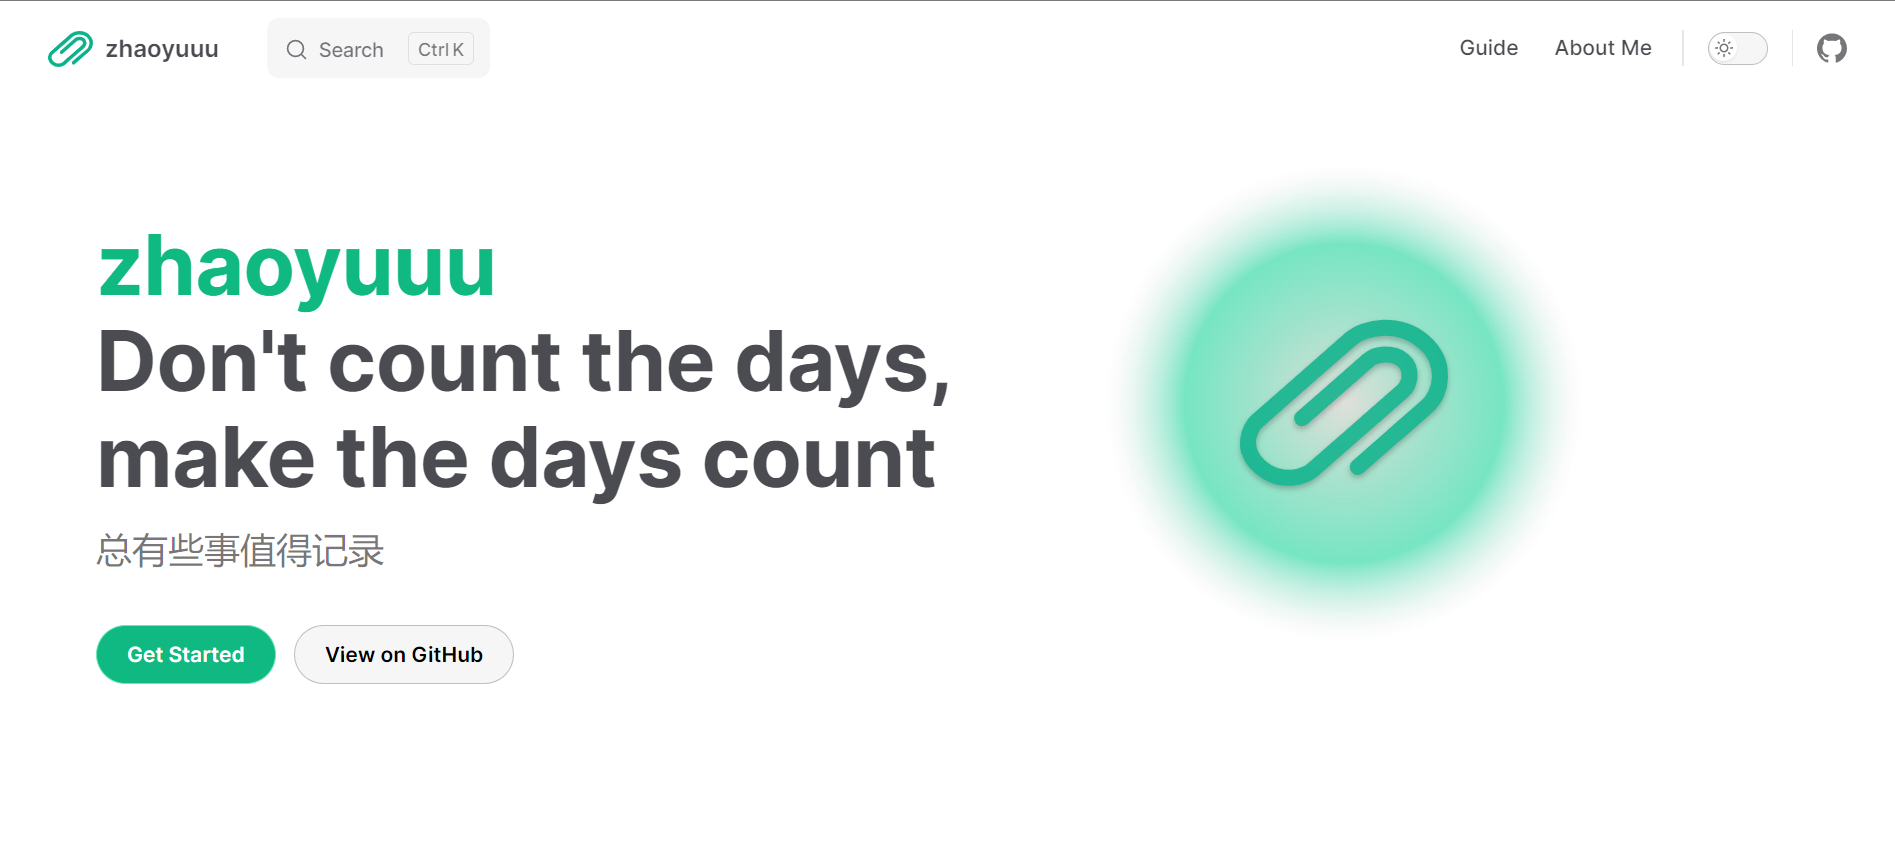 zhaoyuuu
Search
Ctrl K
Guide
About Me
zhaoyuuu
Don't count the days,
make the days count
总有些事值得记录
Get Started
View on GitHub